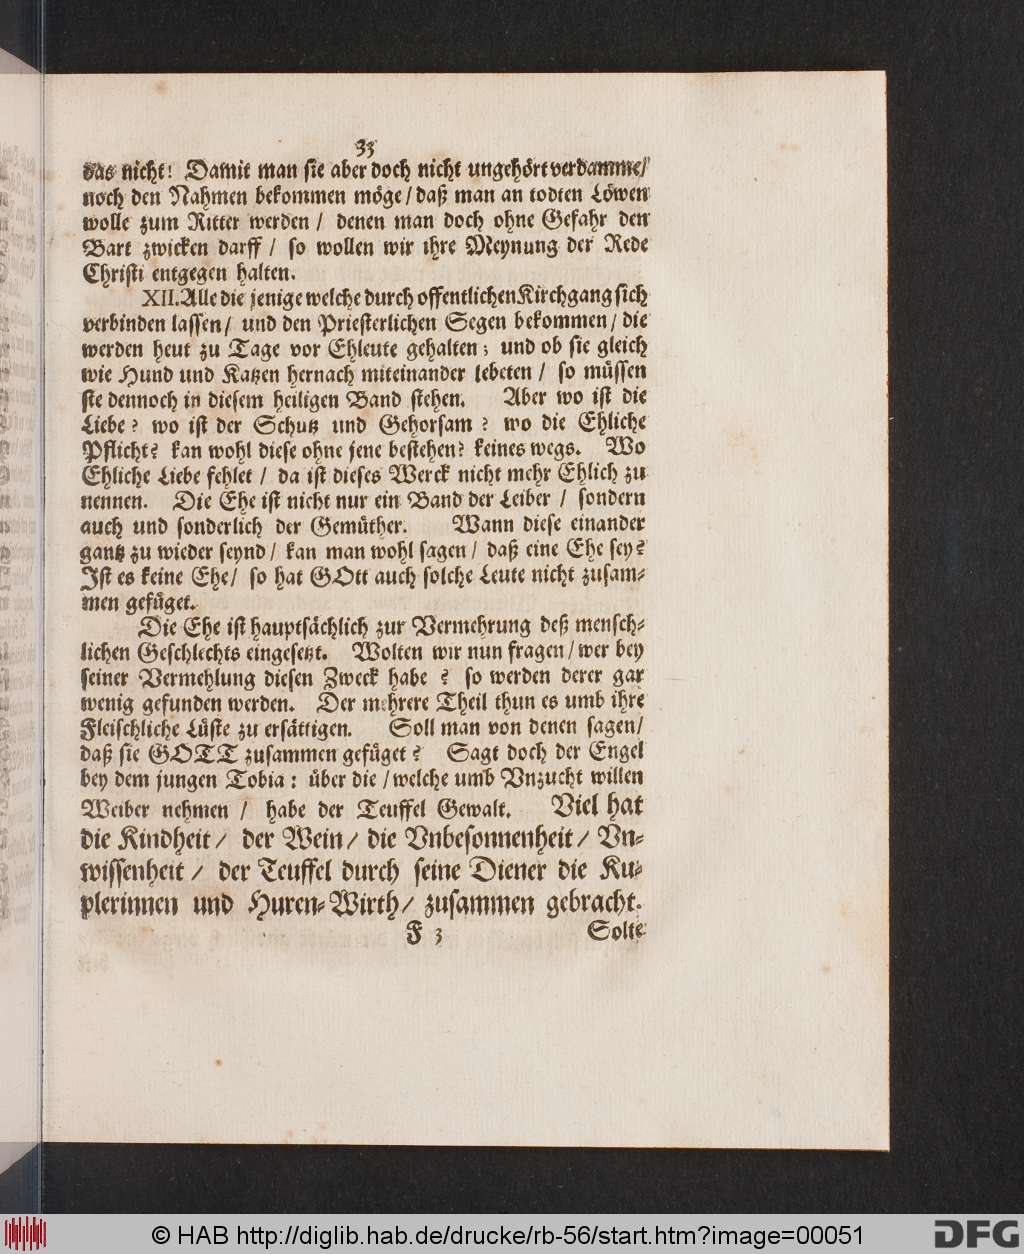 33
das nicht! Damit man sie aber doch nicht ungehört verdamme/
noch den Nahmen bekommen möge/ daß man an todten Löwen
wolle zum Ritter werden/ denen man doch ohne Gefahr den
Bart zwicken darff/ so wollen wir ihre Meynung der Rede
Christi entgegen halten.
XII. Alle die jenige welche durch offentlichen Kirchgang sich
verbinden lassen/ und den Priesterlichen Segen bekommen/ die
werden heut zu Tage vor Ehleute gehalten; und ob sie gleich
wie Hund und Katzen hernach miteinander lebeten/ so müssen
sie dennoch in diesem heiligen Band stehen. Aber wo ist die
Liebe? wo ist der Schutz und Gehorsam? wo die Ehliche
Pflicht? kan wohl diese ohne jene bestehen? keines wegs. Wo
Ehliche Liebe fehlet/ da ist dieses Werck nicht mehr Ehlich zu
nennen. Die Ehe ist nicht nur ein Band der Leiber/ sondern
auch und sonderlich der Gemüther. Wann diese einander
gantz zu wieder seynd/ kan man wohl sagen/ daß eine Ehe sey?
Ist es keine Ehe/ so hat GOtt auch solche Leute nicht zusam-
men gefüget.
Die Ehe ist hauptsächlich zur Vermehrung deß mensch-
lichen Geschlechts eingesetzt. Wolten wir nun fragen/ wer bey
seiner Vermehlung diesen Zweck habe? so werden derer gar
wenig gefunden werden. Der mehrere Theil thun es umb ihre
Fleischliche Lüste zu ersättigen. Soll man von denen sagen/
daß sie GOTT zusammen gefüget? Sagt doch der Engel
bey dem jungen Tobia: über die/ welche umb Vnzucht willen
Weiber nehmen/ habe der Teuffel Gewalt. Viel hat
die Kindheit/ der Wein/ die Vnbesonnenheit/ Vn-
wissenheit/ der Teuffel durch seine Diener die Ku-
plerinnen und Huren-Wirth/ zusammen gebracht.
F 3 Solte
© HAB http://diglib.hab.de/drucke/rb-56/start.htm?image=00051
DFG